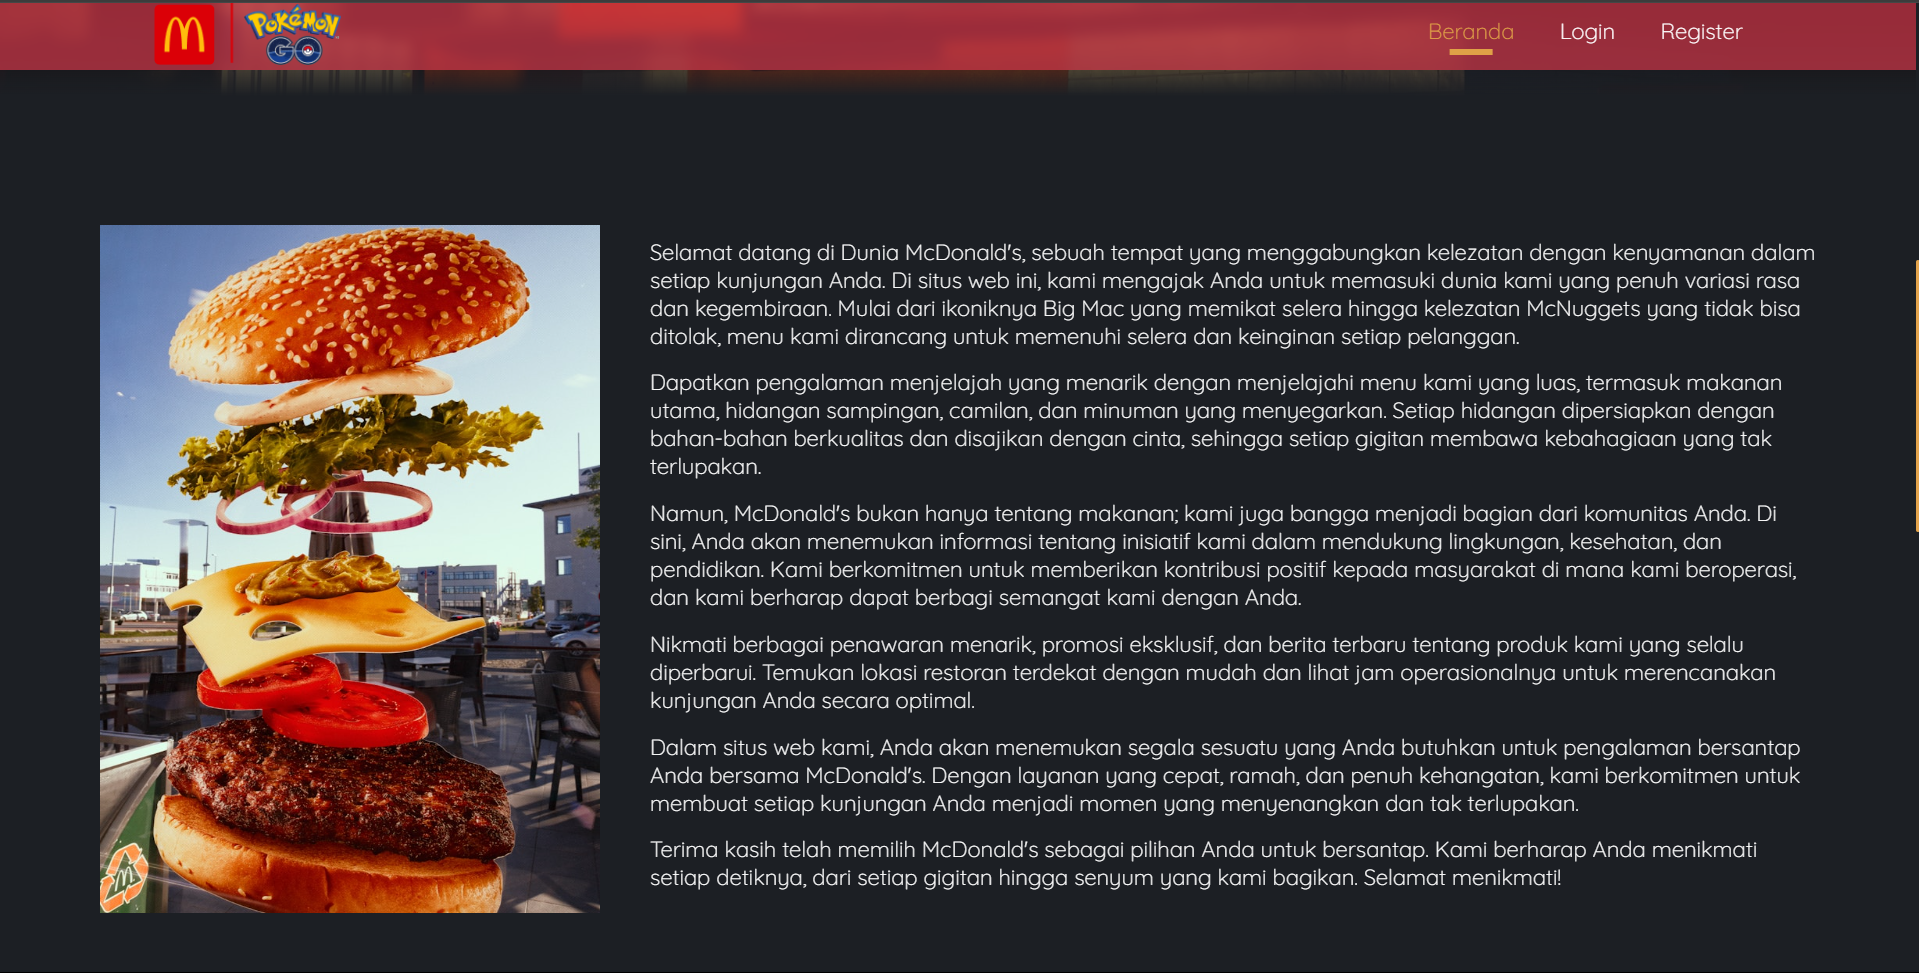 M
POKÉMON
GO
Beranda
Login
Register
Selamat datang di Dunia McDonald's, sebuah tempat yang menggabungkan kelezatan dengan kenyamanan dalam
setiap kunjungan Anda. Di situs web ini, kami mengajak Anda untuk memasuki dunia kami yang penuh variasi rasa
dan kegembiraan. Mulai dari ikoniknya Big Mac yang memikat selera hingga kelezatan McNuggets yang tidak bisa
ditolak, menu kami dirancang untuk memenuhi selera dan keinginan setiap pelanggan.
Dapatkan pengalaman menjelajah yang menarik dengan menjelajahi menu kami yang luas, termasuk makanan
utama, hidangan sampingan, camilan, dan minuman yang menyegarkan. Setiap hidangan dipersiapkan dengan
bahan-bahan berkualitas dan disajikan dengan cinta, sehingga setiap gigitan membawa kebahagiaan yang tak
terlupakan.
Namun, McDonald's bukan hanya tentang makanan; kami juga bangga menjadi bagian dari komunitas Anda. Di
sini, Anda akan menemukan informasi tentang inisiatif kami dalam mendukung lingkungan, kesehatan, dan
pendidikan. Kami berkomitmen untuk memberikan kontribusi positif kepada masyarakat di mana kami beroperasi,
dan kami berharap dapat berbagi semangat kami dengan Anda.
Nikmati berbagai penawaran menarik, promosi eksklusif, dan berita terbaru tentang produk kami yang selalu
diperbarui. Temukan lokasi restoran terdekat dengan mudah dan lihat jam operasionalnya untuk merencanakan
kunjungan Anda secara optimal.
Dalam situs web kami, Anda akan menemukan segala sesuatu yang Anda butuhkan untuk pengalaman bersantap
Anda bersama McDonald's. Dengan layanan yang cepat, ramah, dan penuh kehangatan, kami berkomitmen untuk
membuat setiap kunjungan Anda menjadi momen yang menyenangkan dan tak terlupakan.
Terima kasih telah memilih McDonald's sebagai pilihan Anda untuk bersantap. Kami berharap Anda menikmati
setiap detiknya, dari setiap gigitan hingga senyum yang kami bagikan. Selamat menikmati!